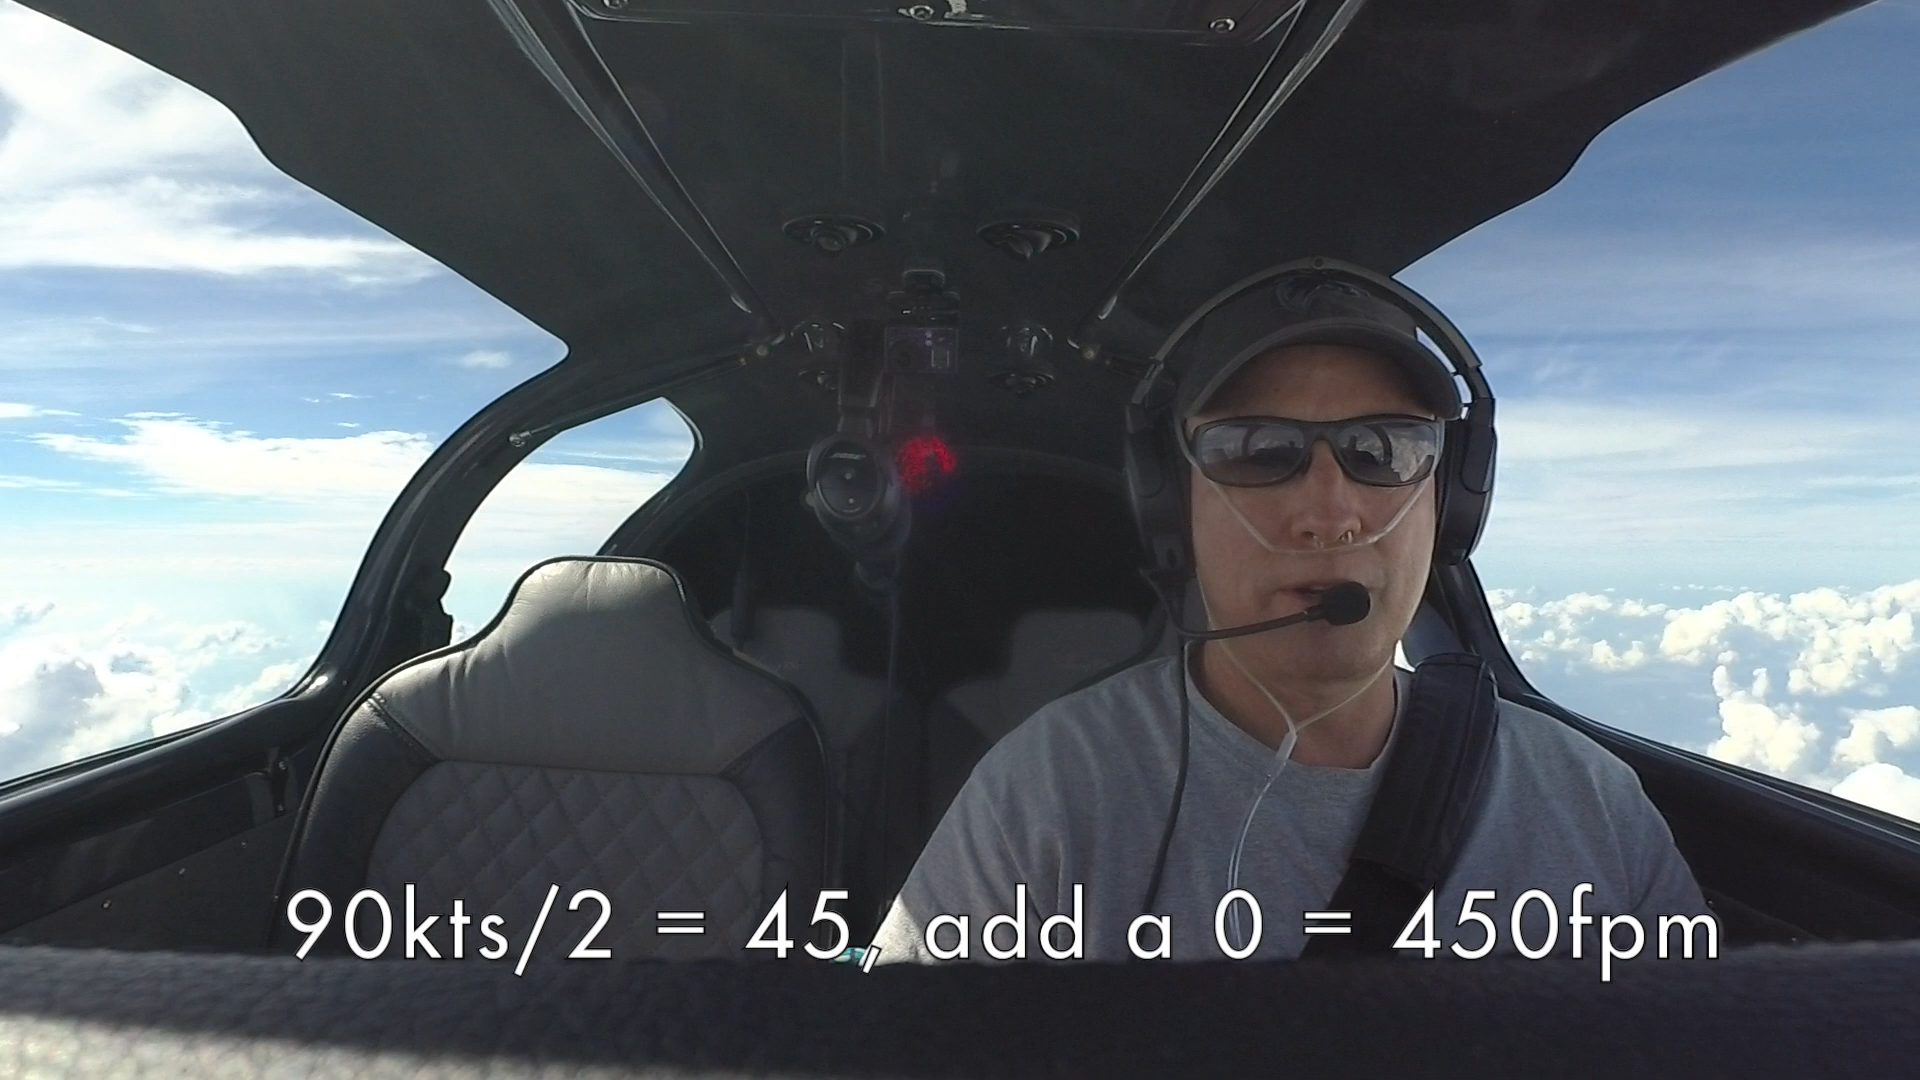 90kts/2 = 45, add a 0 = 450fpm